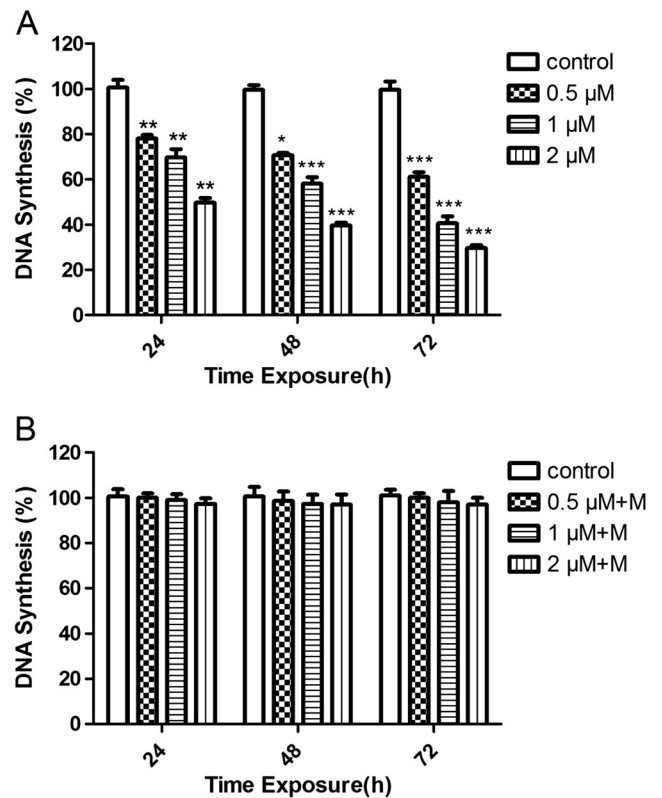 A
120
100
80
60
40
20
0
DNA Synthesis (%)
** ** **
* *** ***
*** *** ***
24 48 72
Time Exposure(h)
control
0.5 µM
1 µM
2 µM
B
120
100
80
60
40
20
0
DNA Synthesis (%)
24 48 72
Time Exposure(h)
control
0.5 µM+M
1 µM+M
2 µM+M